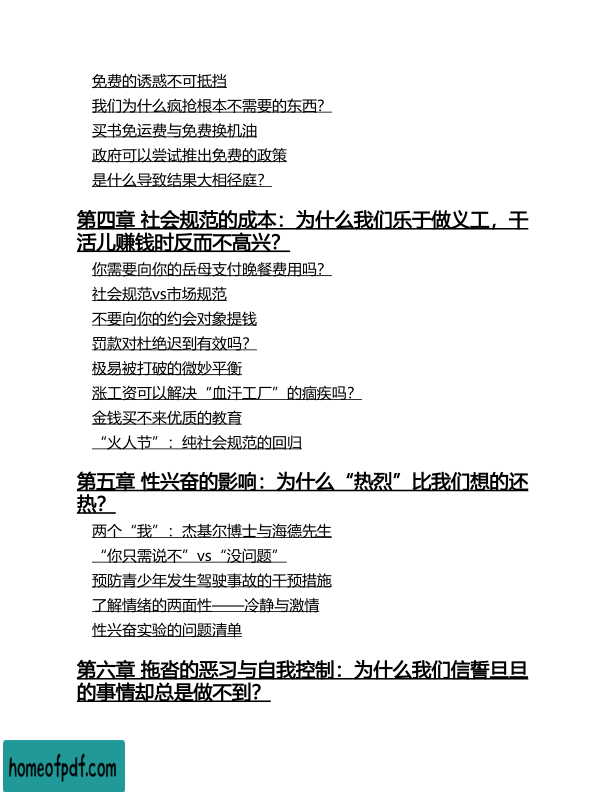 免费的诱惑不可抵挡
我们为什么疯抢根本不需要的东西？
买书免运费与免费换机油
政府可以尝试推出免费的政策
是什么导致结果大相径庭？
第四章 社会规范的成本：为什么我们乐于做义工，干
活儿赚钱时反而不高兴？
你需要向你的岳母支付晚餐费用吗？
社会规范vs市场规范
不要向你的约会对象提钱
罚款对杜绝迟到有效吗？
极易被打破的微妙平衡
涨工资可以解决“血汗工厂”的痼疾吗？
金钱买不来优质的教育
“火人节”：纯社会规范的回归
第五章 性兴奋的影响：为什么“热烈”比我们想的还
热？
两个“我”：杰基尔博士与海德先生
“你只需说不”vs“没问题”
预防青少年发生驾驶事故的干预措施
了解情绪的两面性——冷静与激情
性兴奋实验的问题清单
第六章 拖沓的恶习与自我控制：为什么我们信誓旦旦
的事情却总是做不到？
homeofpdf.com